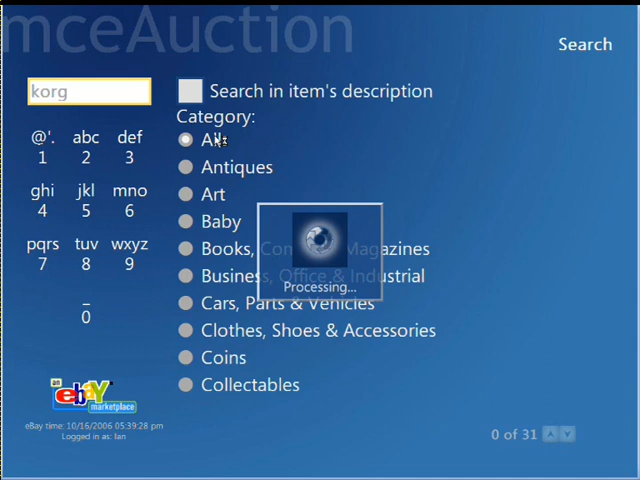 mceAuction
Search
korg
Search in item's description
Category:
All
@'. abc def
1 2 3
Antiques
ghi jkl mno
4 5 6
Art
Baby
pqrs tuv wxyz
7 8 9
Books, Comics & Magazines
Business, Office & Industrial
Processing...
Cars, Parts & Vehicles
_
0
Clothes, Shoes & Accessories
Coins
Collectables
an
ebaY
marketplace
eBay time: 10/16/2006 05:39:28 pm
Logged in as: Ian
0 of 31